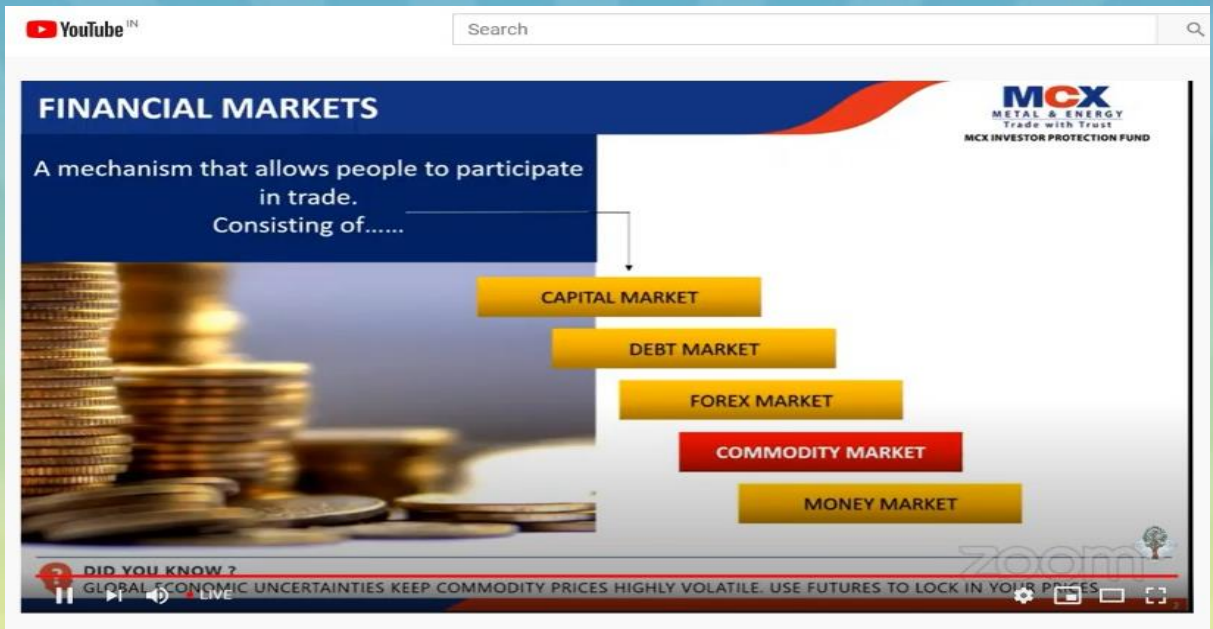 YouTube IN
Search
FINANCIAL MARKETS
MCX
METAL & ENERGY
Trade with Trust
MCX INVESTOR PROTECTION FUND
A mechanism that allows people to participate
in trade.
Consisting of......
CAPITAL MARKET
DEBT MARKET
FOREX MARKET
COMMODITY MARKET
MONEY MARKET
zoom
DID YOU KNOW ?
GLOBAL ECONOMIC UNCERTAINTIES KEEP COMMODITY PRICES HIGHLY VOLATILE. USE FUTURES TO LOCK IN YOUR PRICES
LIVE
2